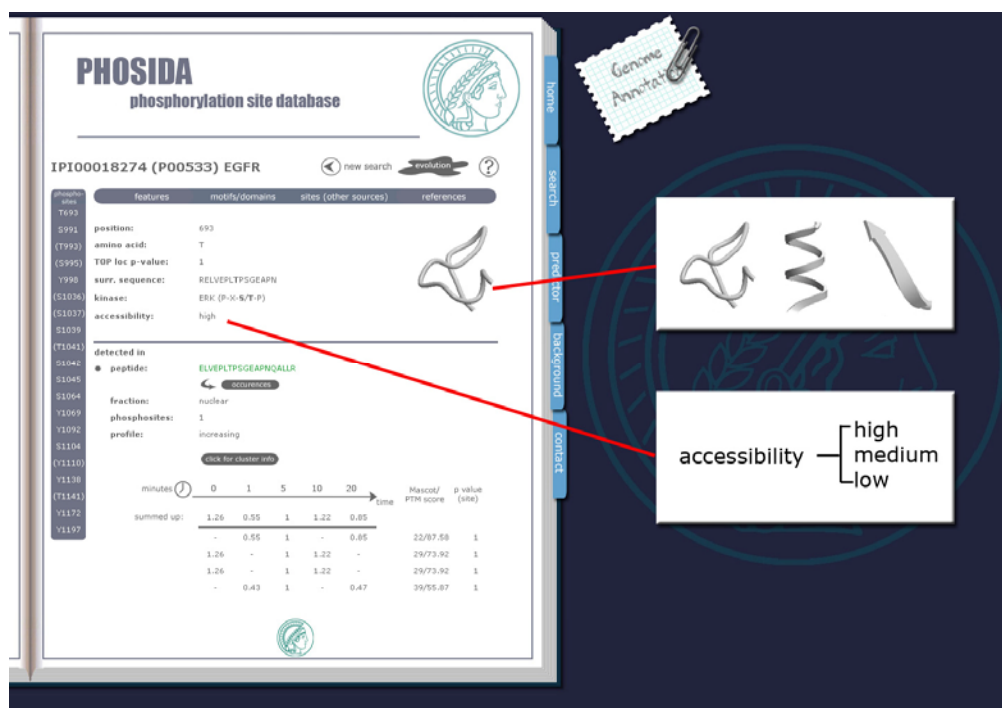 PHOSIDA
phosphorylation site database
IPI00018274 (P00533) EGFR
new search
evolution
?
phospho-
sites
T693
S991
(T993)
(S995)
Y998
(S1036)
(S1037)
S1039
(T1041)
S1042
S1045
S1064
Y1069
Y1092
S1104
(Y1110)
Y1138
(T1141)
Y1172
Y1197
features motifs/domains sites (other sources) references
position: 693
amino acid: T
TOP loc p-value: 1
surr. sequence: RELVEPLTPSGEAPN
kinase: ERK (P-X-S/T-P)
accessibility: high
detected in
peptide: ELVEPLTPSGEAPNQALLR
occurences
fraction: nuclear
phosphosites: 1
profile: increasing
click for cluster info
minutes 0 1 5 10 20 time Mascot/ p value
PTM score (site)
summed up: 1.26 0.55 1 1.22 0.85
- 0.55 1 - 0.85 22/87.58 1
1.26 - 1 1.22 - 29/73.92 1
1.26 - 1 1.22 - 29/73.92 1
- 0.43 1 - 0.47 39/55.87 1
home
search
predictor
background
contact
Genome
Annotat
accessibility
high
medium
low